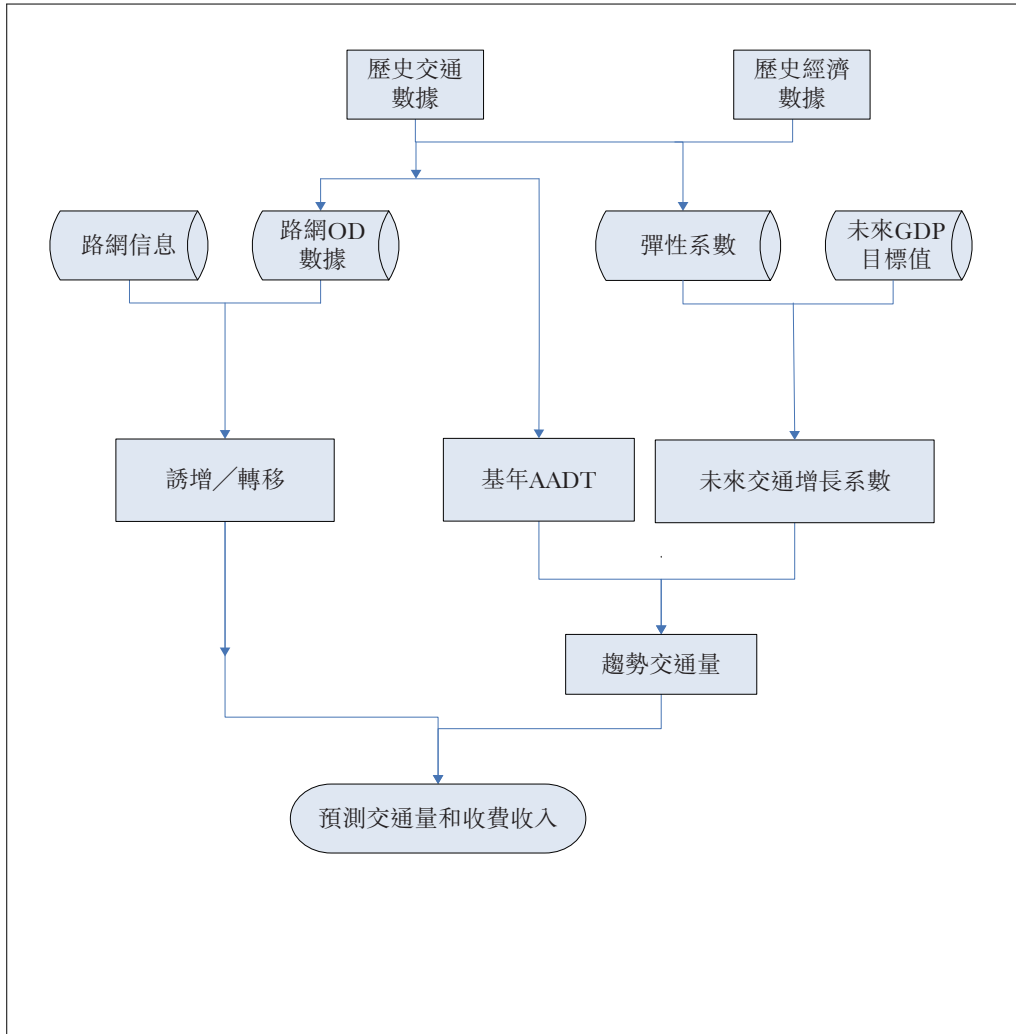 歷史交通
數據
歷史經濟
數據
路網信息
路網OD
數據
彈性系數
未來GDP
目標值
誘增／轉移
基年AADT
未來交通增長系數
趨勢交通量
預測交通量和收費收入